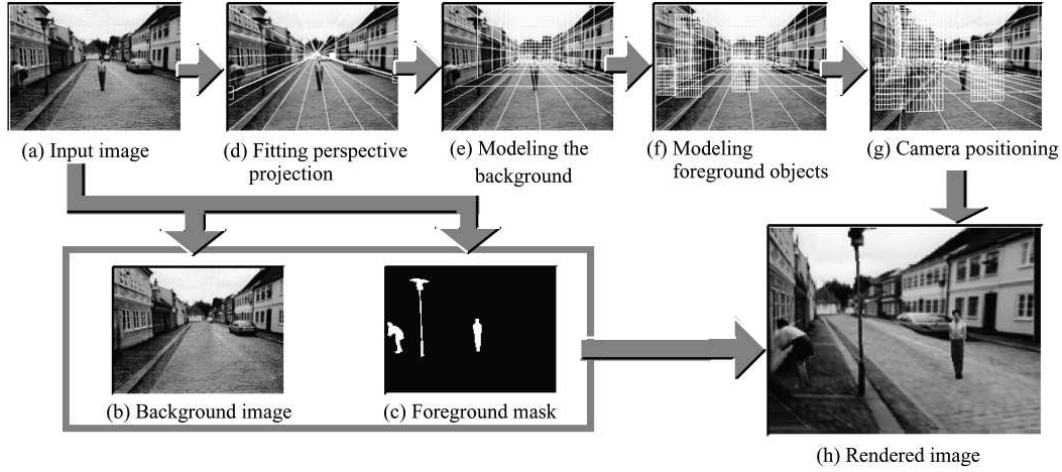 (a) Input image
(d) Fitting perspective
projection
(e) Modeling the
background
(f) Modeling
foreground objects
(g) Camera positioning
(b) Background image
(c) Foreground mask
(h) Rendered image